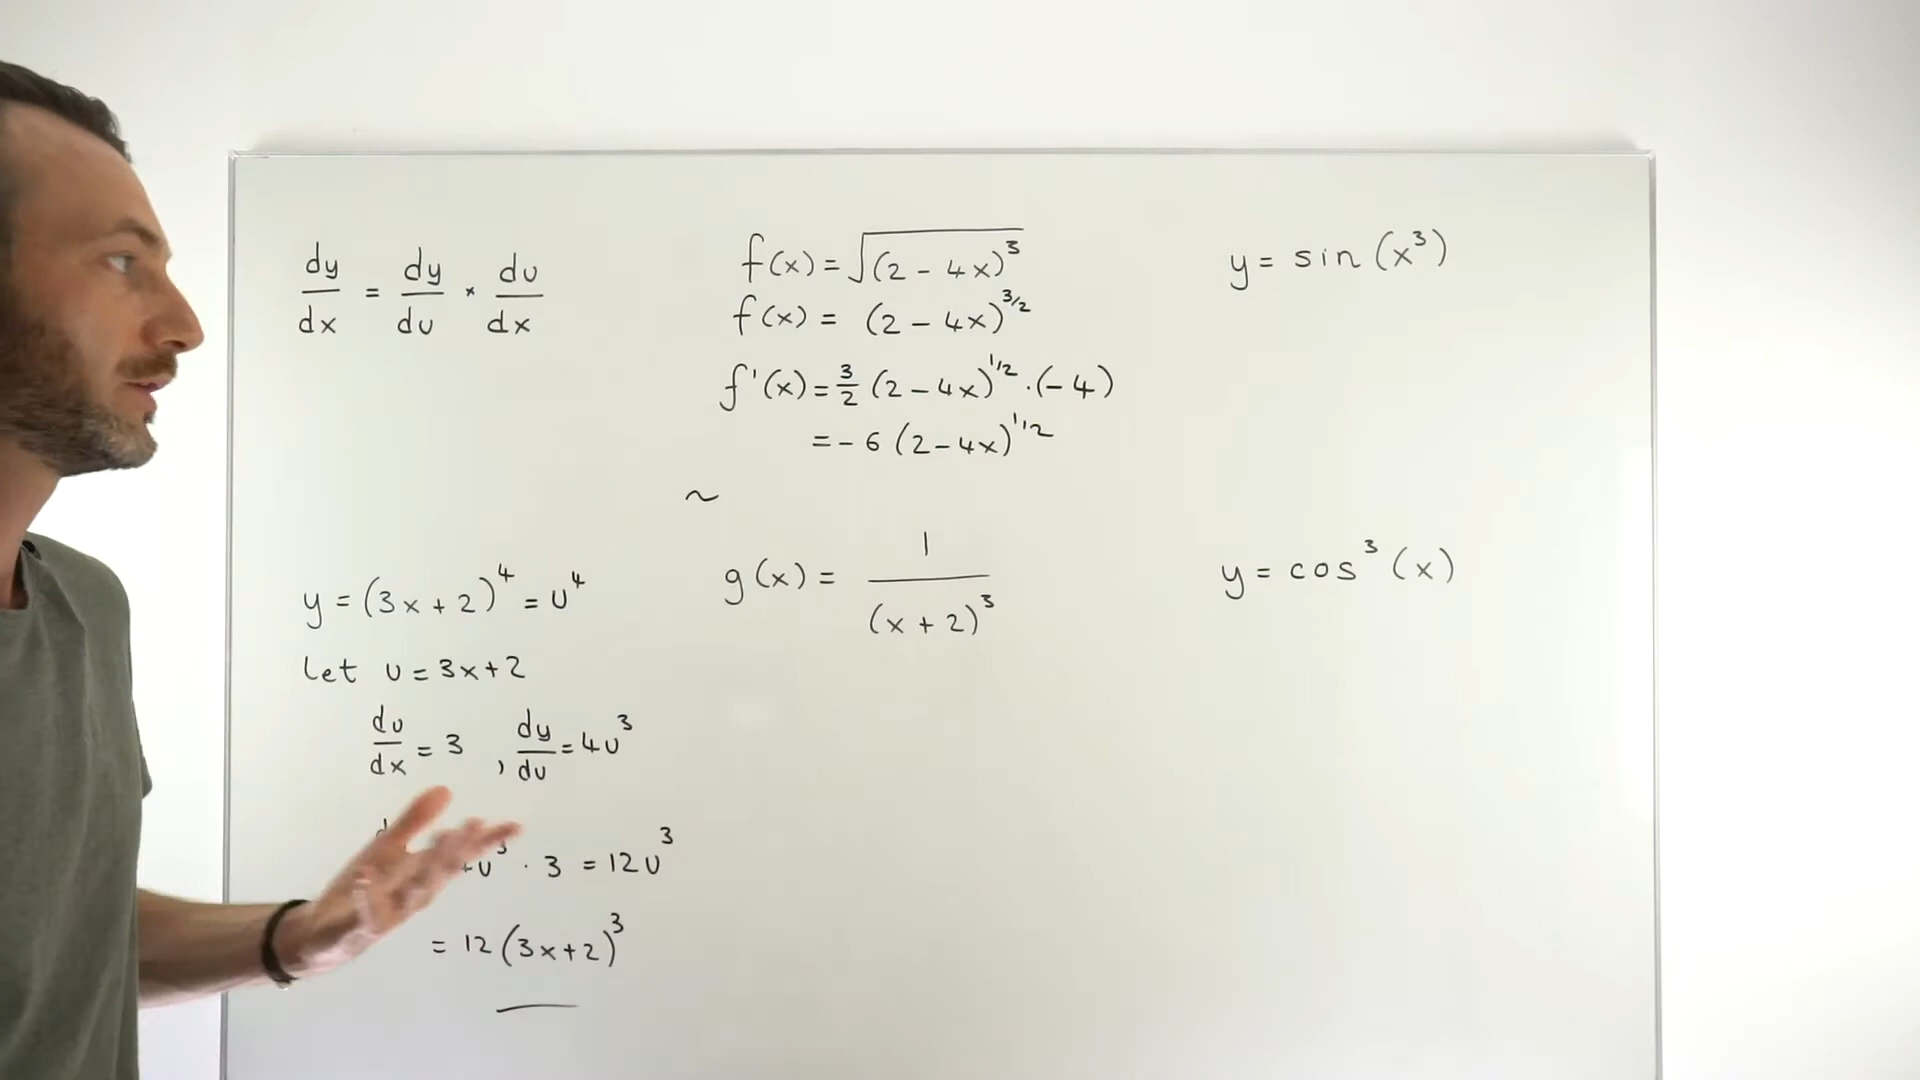 dy/dx = dy/du × du/dx
y = (3x + 2)⁴ = u⁴
Let u = 3x + 2
du/dx = 3 , dy/du = 4u³
u³ · 3 = 12u³
= 12(3x + 2)³
f(x) = √(2 - 4x)³
f(x) = (2 - 4x)^3/2
f'(x) = 3/2 (2 - 4x)^1/2 · (-4)
= -6 (2 - 4x)^1/2
~
g(x) = 1/(x + 2)³
y = sin (x³)
y = cos³ (x)